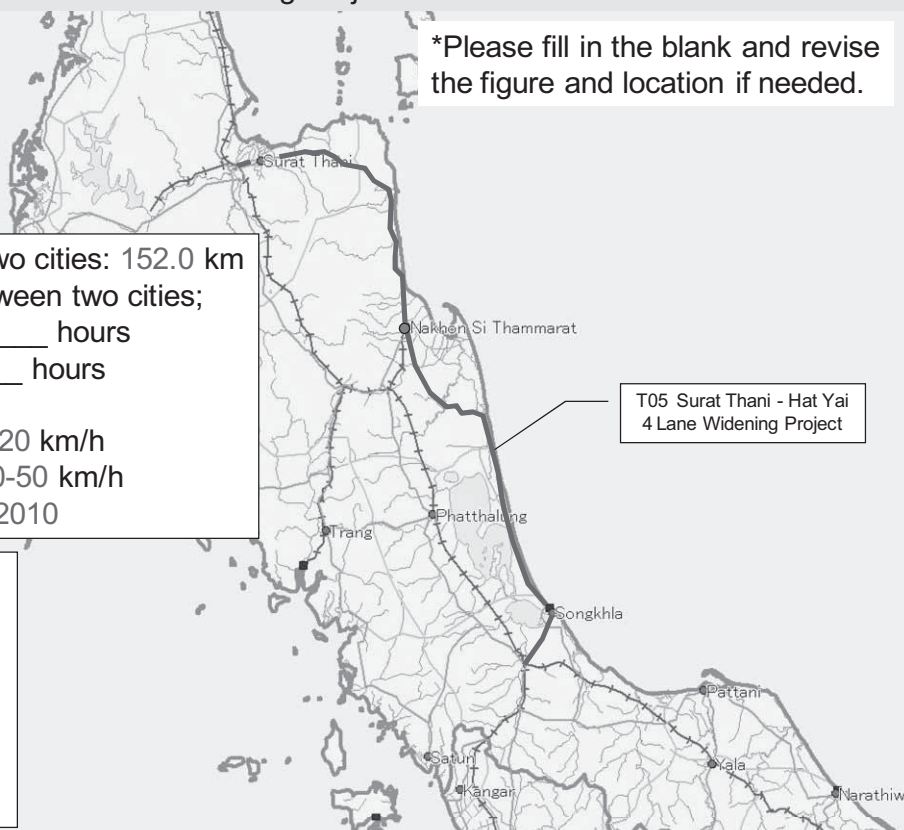 *Please fill in the blank and revise
the figure and location if needed.
Surat Thani
wo cities: 152.0 km
ween two cities;
___ hours
__ hours
20 km/h
0-50 km/h
2010
Nakhon Si Thammarat
T05 Surat Thani - Hat Yai
4 Lane Widening Project
Phatthalung
Trang
Songkhla
Pattani
Satun
Yala
Kangar
Narathiw